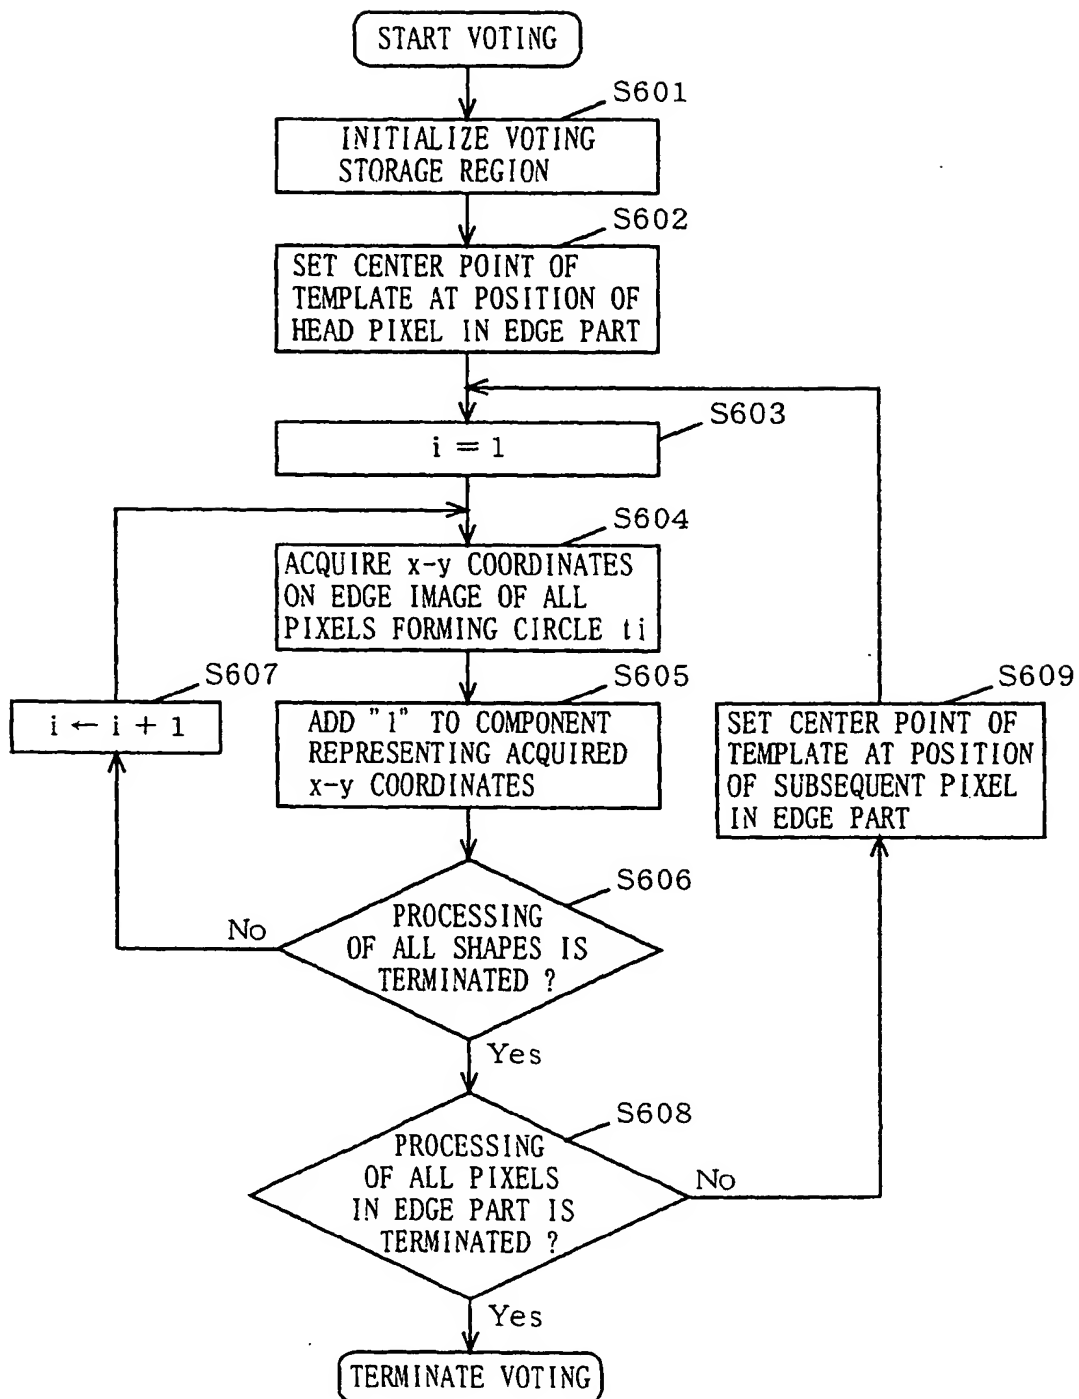 START VOTING
S601
INITIALIZE VOTING
STORAGE REGION
S602
SET CENTER POINT OF
TEMPLATE AT POSITION OF
HEAD PIXEL IN EDGE PART
S603
i = 1
S604
ACQUIRE x-y COORDINATES
ON EDGE IMAGE OF ALL
PIXELS FORMING CIRCLE ti
S605
ADD "1" TO COMPONENT
REPRESENTING ACQUIRED
x-y COORDINATES
S607
i ← i + 1
S609
SET CENTER POINT OF
TEMPLATE AT POSITION
OF SUBSEQUENT PIXEL
IN EDGE PART
S606
PROCESSING
OF ALL SHAPES IS
TERMINATED ?
No
Yes
S608
PROCESSING
OF ALL PIXELS
IN EDGE PART IS
TERMINATED ?
No
Yes
TERMINATE VOTING